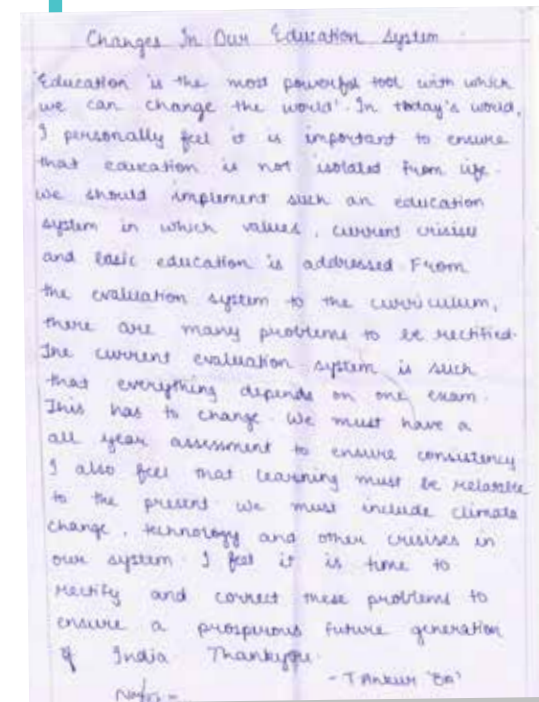 Changes In Our Education System
'Education is the most powerful tool with which
we can change the world'. In today's world,
I personally feel it is important to ensure
that education is not isolated from life.
We should implement such an education
system in which values, current crisises
and basic education is addressed. From
the evaluation system to the curriculum,
there are many problems to be rectified.
The current evaluation system is such
that everything depends on one exam.
This has to change. We must have a
all year assessment to ensure consistency
I also feel that learning must be relatable
to the present. We must include climate
change, technology and other crisises in
our system. I feel it is time to
rectify and correct these problems to
ensure a prosperous future generation
of India. Thankyou.
- T Ankur